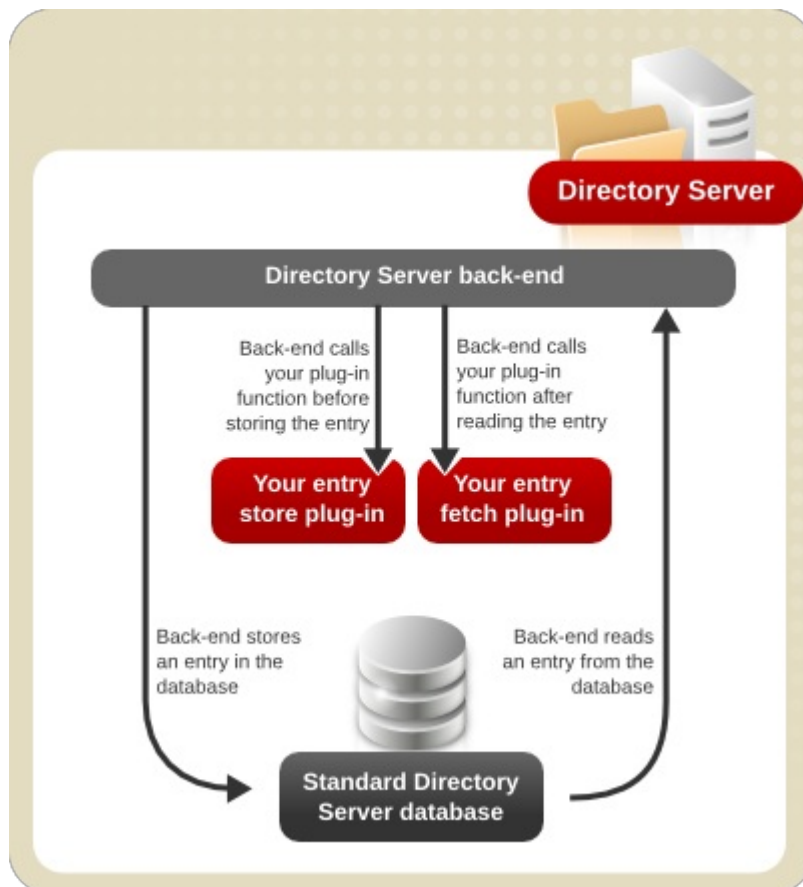 Directory Server
Directory Server back-end
Back-end calls
your plug-in
function before
storing the entry
Back-end calls
your plug-in
function after
reading the entry
Your entry
store plug-in
Your entry
fetch plug-in
Back-end stores
an entry in the
database
Back-end reads
an entry from the
database
Standard Directory
Server database